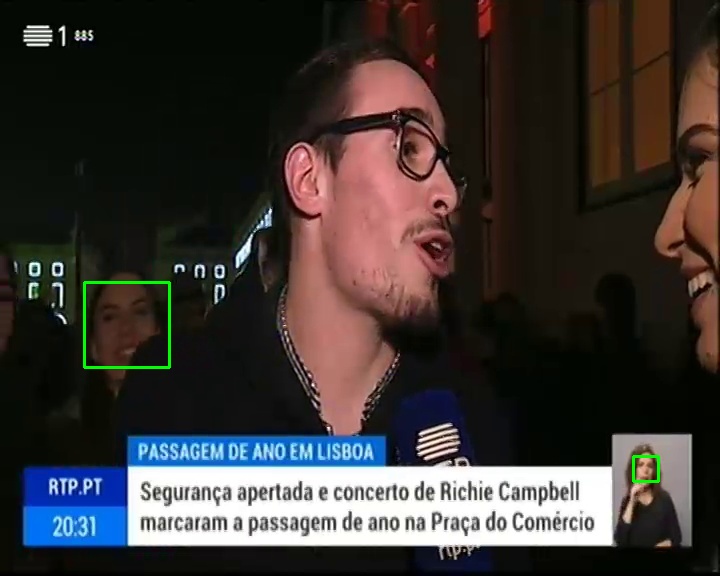 1 885
PASSAGEM DE ANO EM LISBOA
RTP.PT
Segurança apertada e concerto de Richie Campbell
20:31
marcaram a passagem de ano na Praça do Comércio
rtp.pt